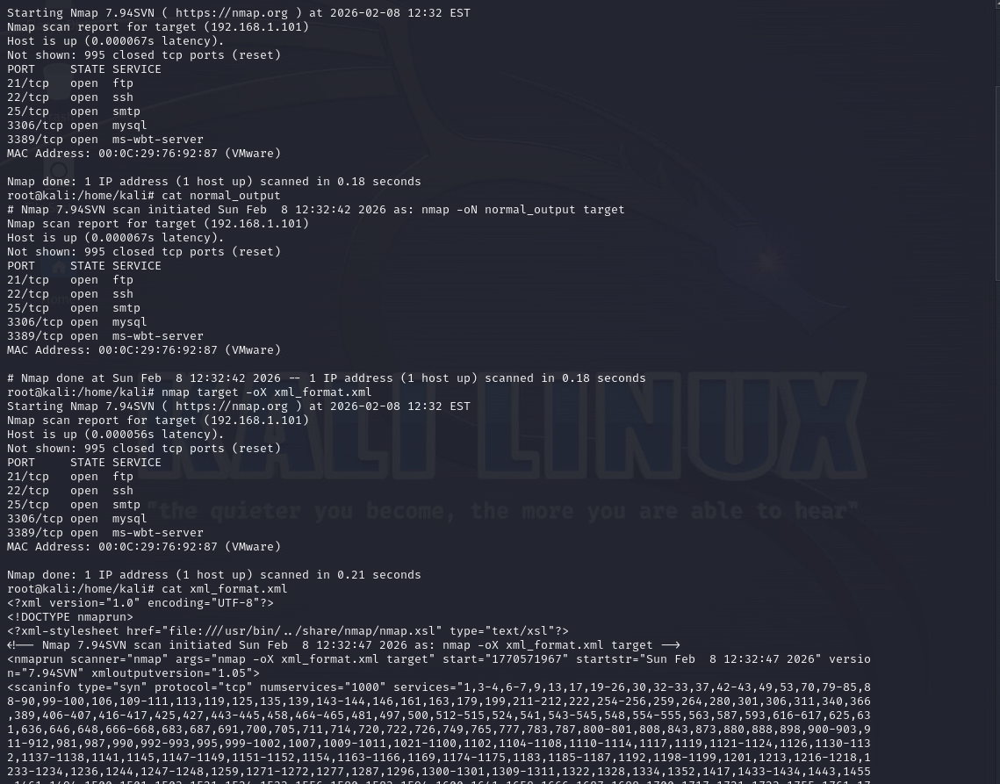 Starting Nmap 7.94SVN ( https://nmap.org ) at 2026-02-08 12:32 EST
Nmap scan report for target (192.168.1.101)
Host is up (0.000067s latency).
Not shown: 995 closed tcp ports (reset)
PORT     STATE SERVICE
21/tcp   open  ftp
22/tcp   open  ssh
25/tcp   open  smtp
3306/tcp open  mysql
3389/tcp open  ms-wbt-server
MAC Address: 00:0C:29:76:92:87 (VMware)
Nmap done: 1 IP address (1 host up) scanned in 0.18 seconds
root@kali:/home/kali# cat normal_output
# Nmap 7.94SVN scan initiated Sun Feb  8 12:32:42 2026 as: nmap -oN normal_output target
Nmap scan report for target (192.168.1.101)
Host is up (0.000067s latency).
Not shown: 995 closed tcp ports (reset)
PORT     STATE SERVICE
21/tcp   open  ftp
22/tcp   open  ssh
25/tcp   open  smtp
3306/tcp open  mysql
3389/tcp open  ms-wbt-server
MAC Address: 00:0C:29:76:92:87 (VMware)
# Nmap done at Sun Feb  8 12:32:42 2026 -- 1 IP address (1 host up) scanned in 0.18 seconds
root@kali:/home/kali# nmap target -oX xml_format.xml
Starting Nmap 7.94SVN ( https://nmap.org ) at 2026-02-08 12:32 EST
Nmap scan report for target (192.168.1.101)
Host is up (0.000056s latency).
Not shown: 995 closed tcp ports (reset)
PORT     STATE SERVICE
21/tcp   open  ftp
22/tcp   open  ssh
25/tcp   open  smtp
3306/tcp open  mysql
3389/tcp open  ms-wbt-server
MAC Address: 00:0C:29:76:92:87 (VMware)
Nmap done: 1 IP address (1 host up) scanned in 0.21 seconds
root@kali:/home/kali# cat xml_format.xml
<?xml version="1.0" encoding="UTF-8"?>
<!DOCTYPE nmaprun>
<?xml-stylesheet href="file:///usr/bin/../share/nmap/nmap.xsl" type="text/xsl"?>
<!-- Nmap 7.94SVN scan initiated Sun Feb  8 12:32:47 2026 as: nmap -oX xml_format.xml target -->
<nmaprun scanner="nmap" args="nmap -oX xml_format.xml target" start="1770571967" startstr="Sun Feb  8 12:32:47 2026" versio
n="7.94SVN" xmloutputversion="1.05">
<scaninfo type="syn" protocol="tcp" numservices="1000" services="1,3-4,6-7,9,13,17,19-26,30,32-33,37,42-43,49,53,70,79-85,8
8-90,99-100,106,109-111,113,119,125,135,139,143-144,146,161,163,179,199,211-212,222,254-256,259,264,280,301,306,311,340,366
,389,406-407,416-417,425,427,443-445,458,464-465,481,497,500,512-515,524,541,543-545,548,554-555,563,587,593,616-617,625,63
1,636,646,648,666-668,683,687,691,700,705,711,714,720,722,726,749,765,777,783,787,800-801,808,843,873,880,888,898,900-903,9
11-912,981,987,990,992-993,995,999-1002,1007,1009-1011,1021-1100,1102,1104-1108,1110-1114,1117,1119,1121-1124,1126,1130-113
2,1137-1138,1141,1145,1147-1149,1151-1152,1154,1163-1166,1169,1174-1175,1183,1185-1187,1192,1198-1199,1201,1213,1216-1218,1
233-1234,1236,1244,1247-1248,1259,1271-1272,1277,1287,1296,1300-1301,1309-1311,1322,1328,1334,1352,1417,1433-1434,1443,1455
KALI LINUX
"the quieter you become, the more you are able to hear"